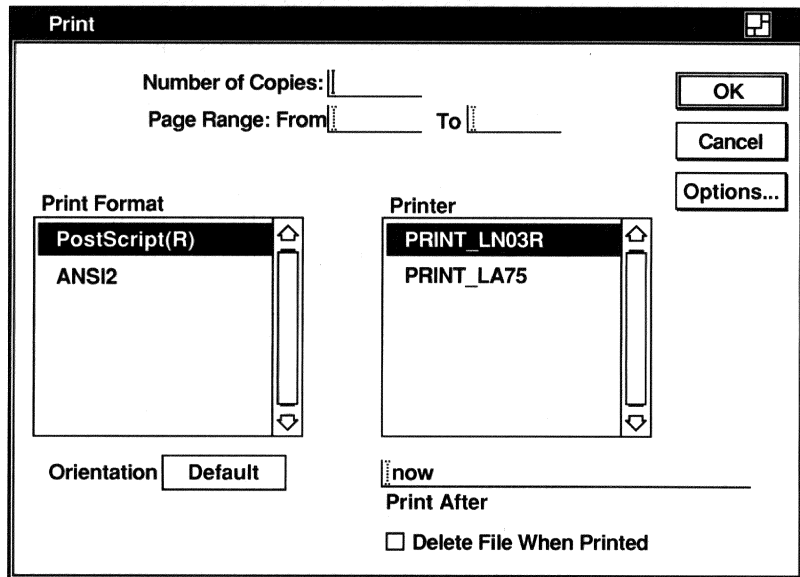 Print
Number of Copies:
Page Range: From To
OK
Cancel
Options...
Print Format
PostScript(R)
ANSI2
Printer
PRINT_LN03R
PRINT_LA75
Orientation Default
now
Print After
Delete File When Printed